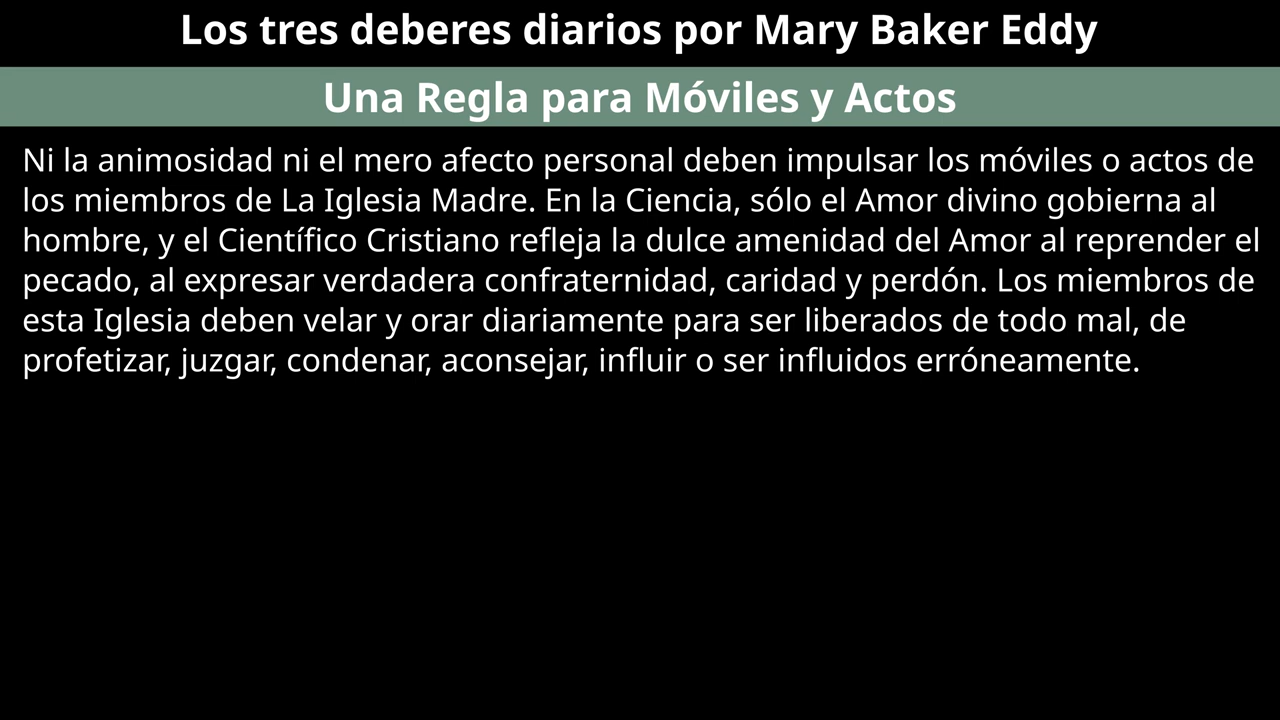 Los tres deberes diarios por Mary Baker Eddy
Una Regla para Móviles y Actos
Ni la animosidad ni el mero afecto personal deben impulsar los móviles o actos de
los miembros de La Iglesia Madre. En la Ciencia, sólo el Amor divino gobierna al
hombre, y el Científico Cristiano refleja la dulce amenidad del Amor al reprender el
pecado, al expresar verdadera confraternidad, caridad y perdón. Los miembros de
esta Iglesia deben velar y orar diariamente para ser liberados de todo mal, de
profetizar, juzgar, condenar, aconsejar, influir o ser influidos erróneamente.